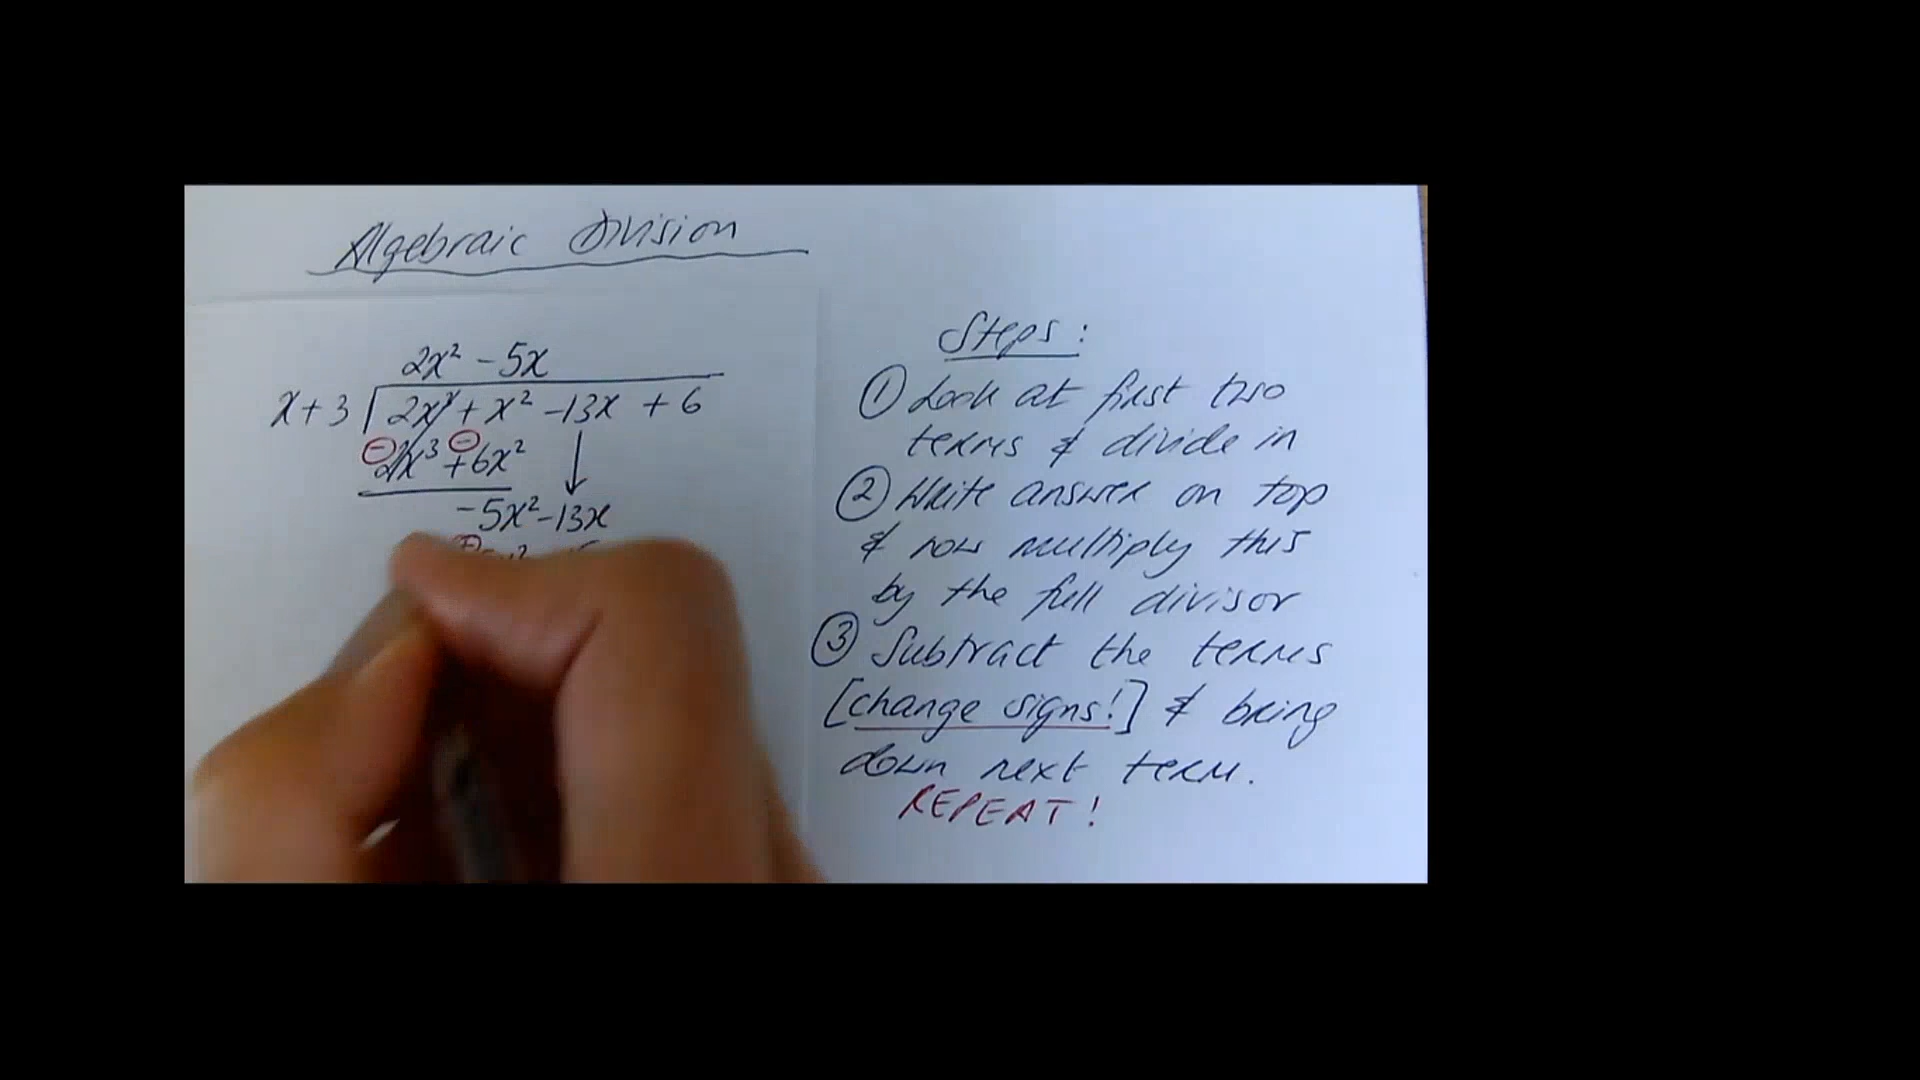 Algebraic Division
2x² - 5x
x + 3 2x³ + x² - 13x + 6
2x³ + 6x²
-5x² - 13x
Steps:
① Look at first two
terms & divide in
② Write answer on top
& now multiply this
by the full divisor
③ Subtract the terms
[change signs!] & bring
down next term.
REPEAT!